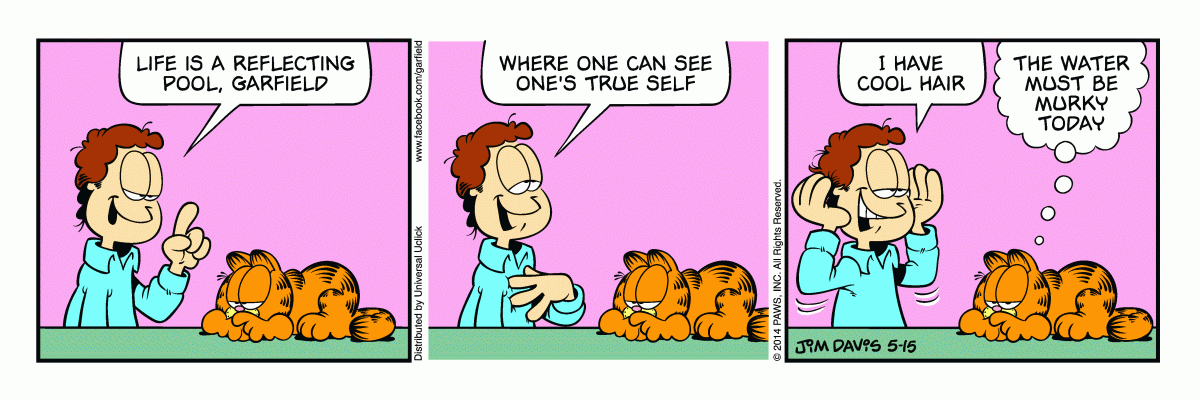 LIFE IS A REFLECTING
POOL, GARFIELD
Distributed by Universal Uclick
www.facebook.com/garfield
WHERE ONE CAN SEE
ONE'S TRUE SELF
© 2014 PAWS, INC. All Rights Reserved.
I HAVE
COOL HAIR
THE WATER
MUST BE
MURKY
TODAY
JIM DAVIS 5-15